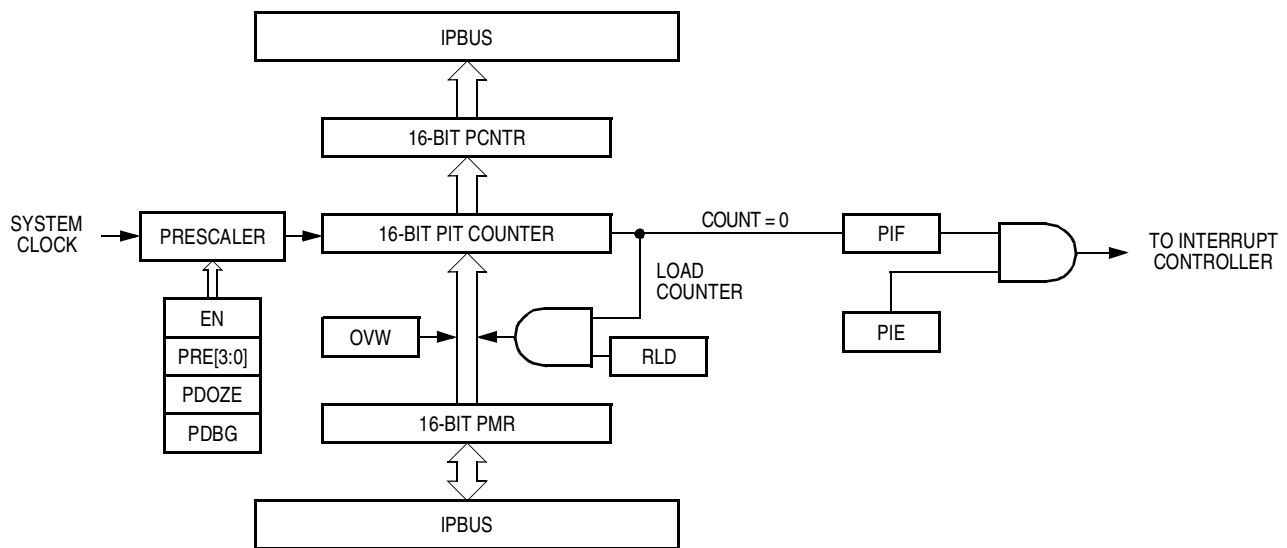 IPBUS
16-BIT PCNTR
SYSTEM
CLOCK
PRESCALER
16-BIT PIT COUNTER
COUNT = 0
PIF
TO INTERRUPT
CONTROLLER
LOAD
COUNTER
EN
PRE[3:0]
PDOZE
PDBG
OVW
RLD
PIE
16-BIT PMR
IPBUS